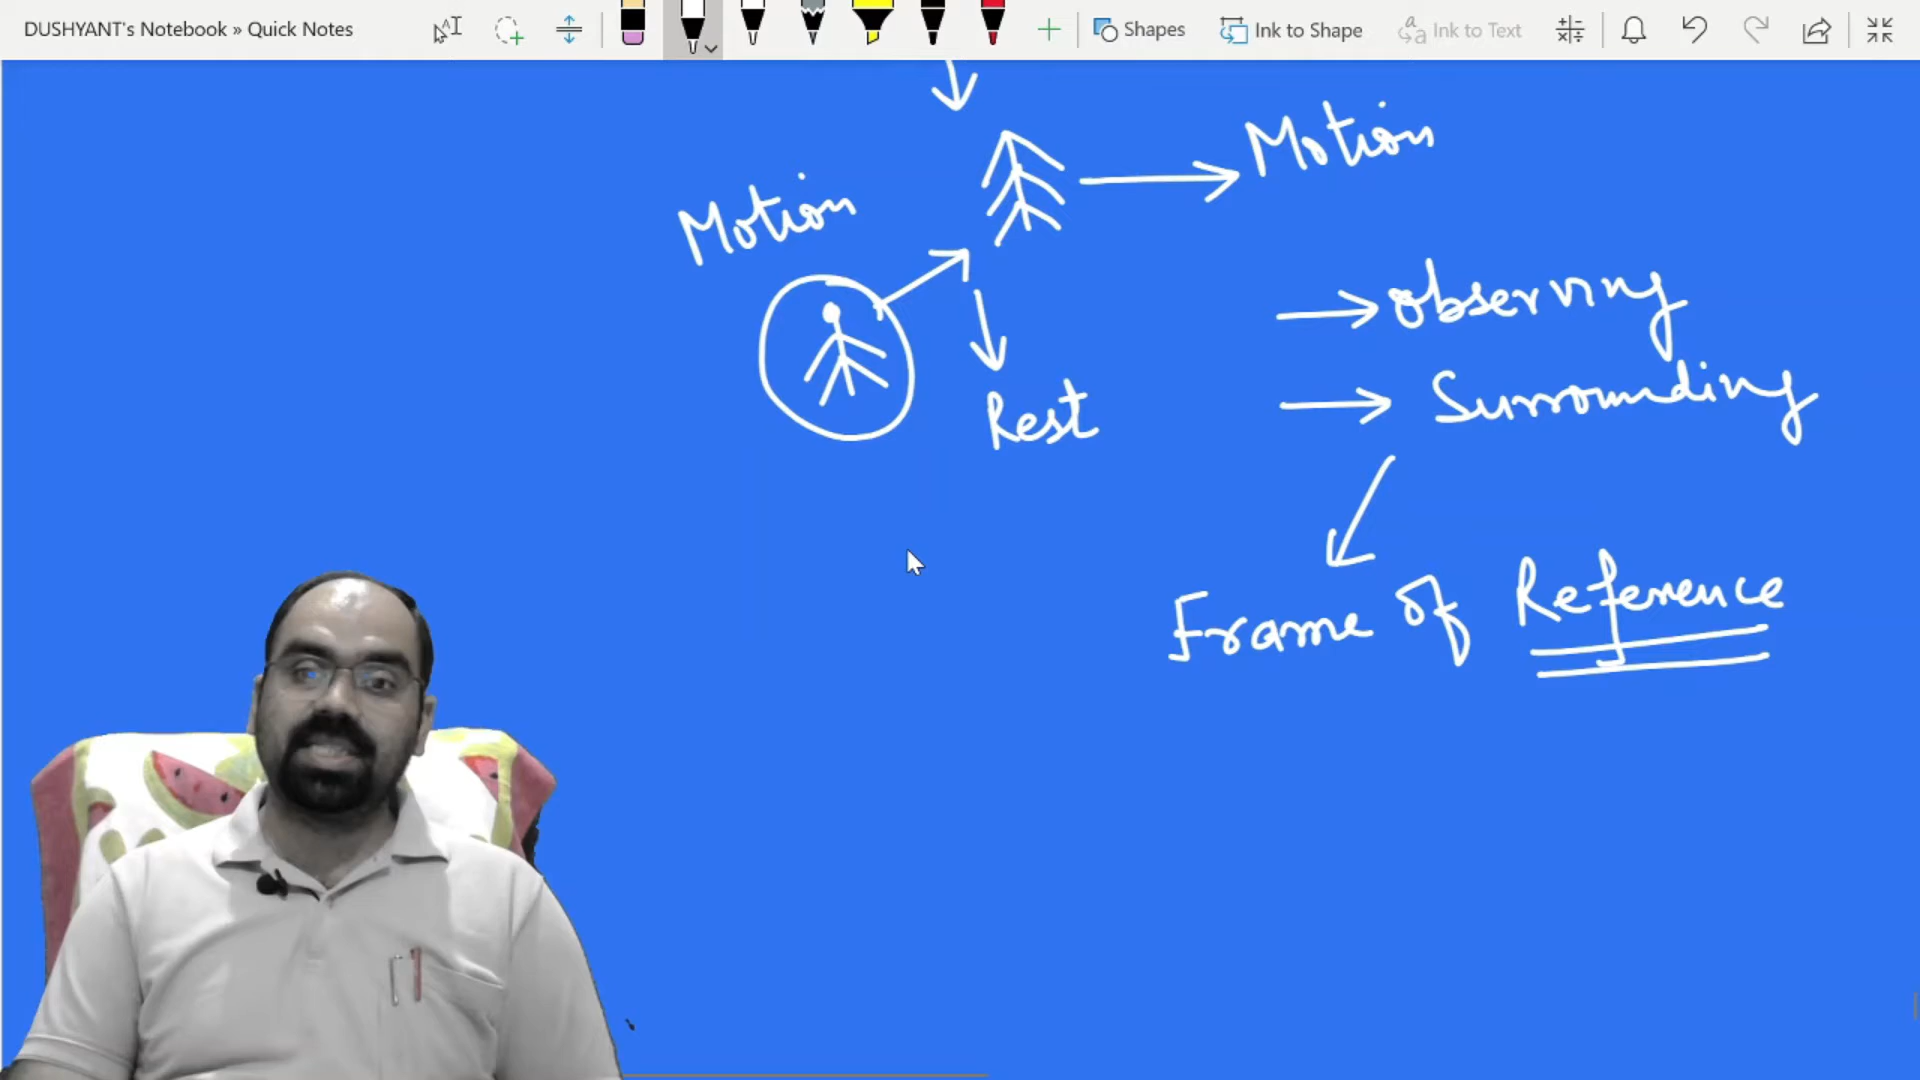 DUSHYANT's Notebook » Quick Notes
Shapes
Ink to Shape
Ink to Text
Motion
Motion
Observing
Surrounding
Rest
Frame of Reference